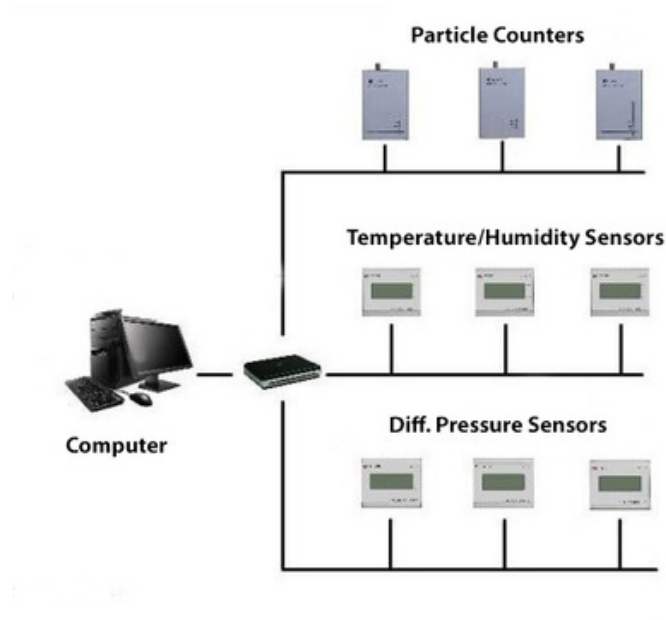 Particle Counters
Temperature/Humidity Sensors
Computer
Diff. Pressure Sensors